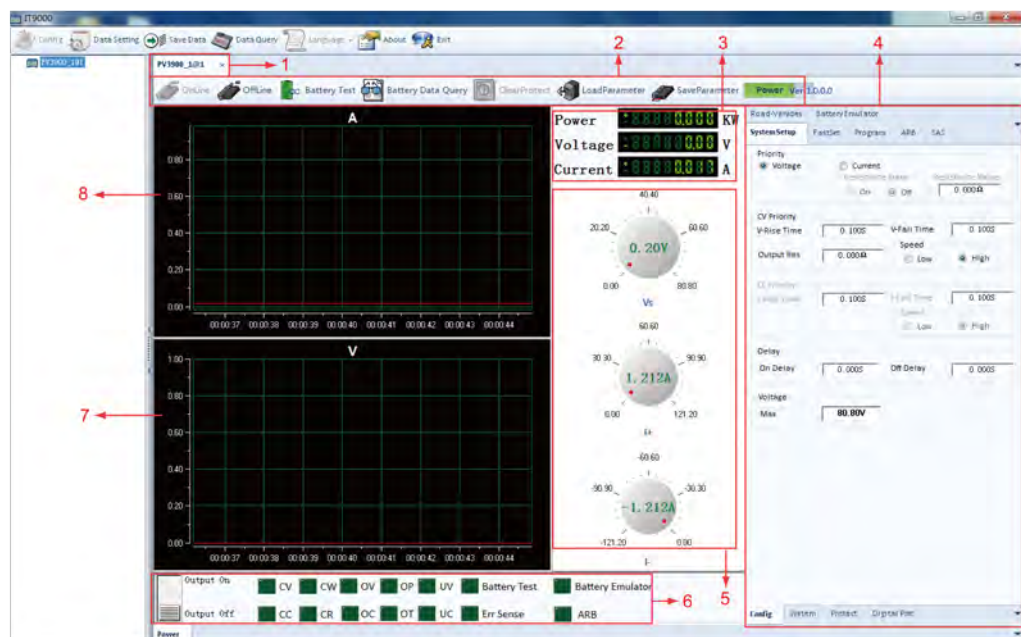 IT9000
Config Data Setting Save Data Data Query Language About Exit
PV3900_1@1
PV3900_1@1 ×
1
2
3
4
OnLine OffLine Battery Test Battery Data Query ClearProtect LoadParameter SaveParameter Power Ver 1.0.0.0
A
0.80
0.60
0.40
0.20
0.00
00:00:37 00:00:38 00:00:39 00:00:40 00:00:41 00:00:42 00:00:43 00:00:44
8
V
1.00
0.80
0.60
0.40
0.20
0.00
00:00:37 00:00:38 00:00:39 00:00:40 00:00:41 00:00:42 00:00:43 00:00:44
7
Power 0.000 KW
Voltage 0.00 V
Current 0.000 A
40.40
20.20 60.60
0.20V
0.00 80.80
Vs
60.60
30.30 90.90
1.212A
0.00 121.20
I+
-60.60
-90.90 -30.30
-1.212A
-121.20 0.00
I-
5
Battery Emulator
System Setup Program ARB SAS
Priority
Voltage Current
On Off 0.000Ω
CV Priority
V-Rise Time 0.100S V-Fall Time 0.100S
Output Res 0.000Ω Speed
Low High
0.100S 0.100S
Low High
Delay
On Delay 0.000S Off Delay 0.000S
Voltage
Max 80.80V
Config System Protect
Output On CV CW OV OP UV Battery Test Battery Emulator
Output Off CC CR OC OT UC Err Sense ARB
6
Power